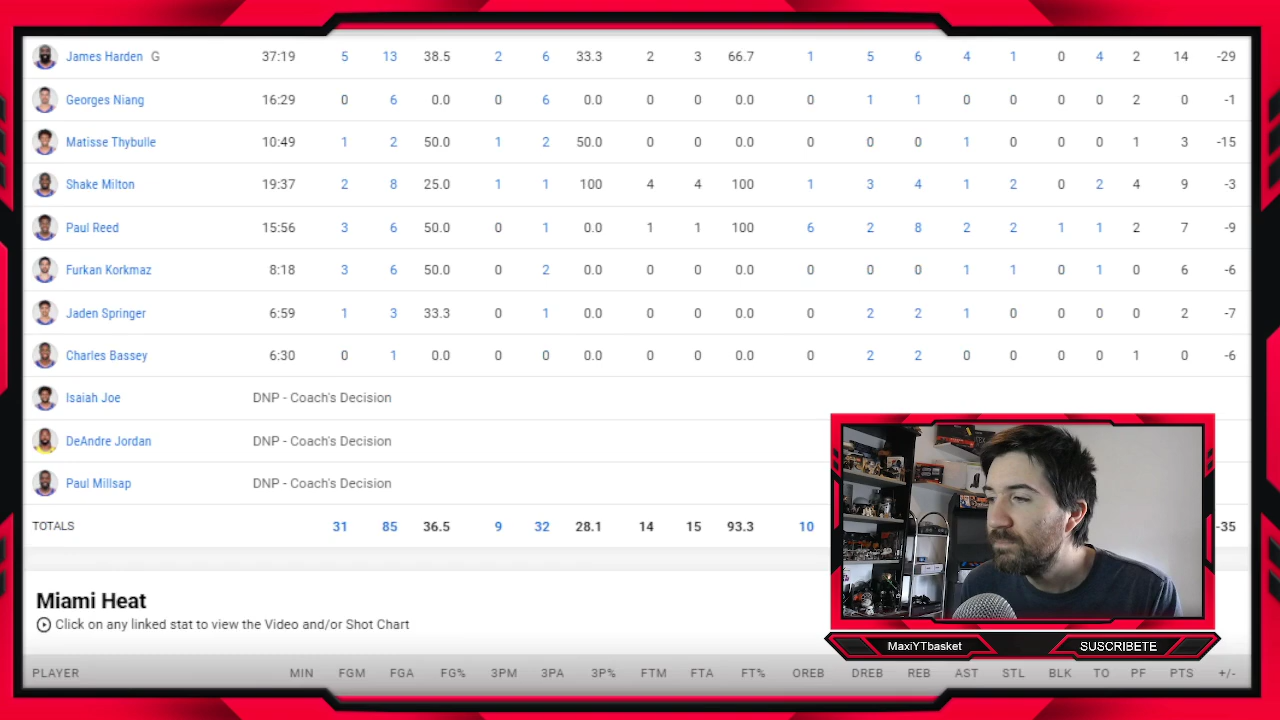 James Harden G 37:19 5 13 38.5 2 6 33.3 2 3 66.7 1 5 6 4 1 0 4 2 14 -29
Georges Niang 16:29 0 6 0.0 0 6 0.0 0 0 0.0 0 1 1 0 0 0 0 2 0 -1
Matisse Thybulle 10:49 1 2 50.0 1 2 50.0 0 0 0.0 0 0 0 1 0 0 0 1 3 -15
Shake Milton 19:37 2 8 25.0 1 1 100 4 4 100 1 3 4 1 2 0 2 4 9 -3
Paul Reed 15:56 3 6 50.0 0 1 0.0 1 1 100 6 2 8 2 2 1 1 2 7 -9
Furkan Korkmaz 8:18 3 6 50.0 0 2 0.0 0 0 0.0 0 0 0 1 1 0 1 0 6 -6
Jaden Springer 6:59 1 3 33.3 0 1 0.0 0 0 0.0 0 2 2 1 0 0 0 0 2 -7
Charles Bassey 6:30 0 1 0.0 0 0 0.0 0 0 0.0 0 2 2 0 0 0 0 1 0 -6
Isaiah Joe DNP - Coach's Decision
DeAndre Jordan DNP - Coach's Decision
Paul Millsap DNP - Coach's Decision
TOTALS 31 85 36.5 9 32 28.1 14 15 93.3 10 -35
Miami Heat
Click on any linked stat to view the Video and/or Shot Chart
MaxiYTbasket SUSCRIBETE
PLAYER MIN FGM FGA FG% 3PM 3PA 3P% FTM FTA FT% OREB DREB REB AST STL BLK TO PF PTS +/-